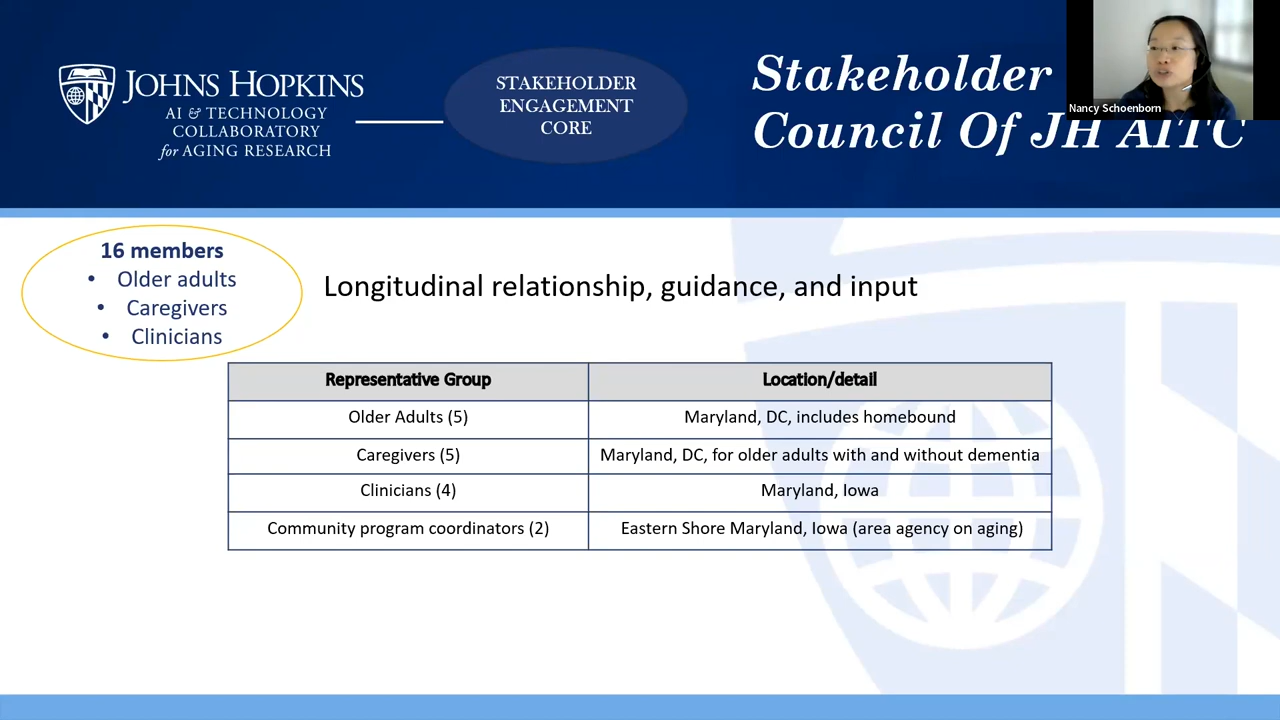 JOHNS HOPKINS
AI & TECHNOLOGY
COLLABORATORY
for AGING RESEARCH
STAKEHOLDER
ENGAGEMENT
CORE
Stakeholder
Council Of JH AITC
Nancy Schoenborn
16 members
• Older adults
• Caregivers
• Clinicians
Longitudinal relationship, guidance, and input
Representative Group Location/detail
Older Adults (5) Maryland, DC, includes homebound
Caregivers (5) Maryland, DC, for older adults with and without dementia
Clinicians (4) Maryland, Iowa
Community program coordinators (2) Eastern Shore Maryland, Iowa (area agency on aging)